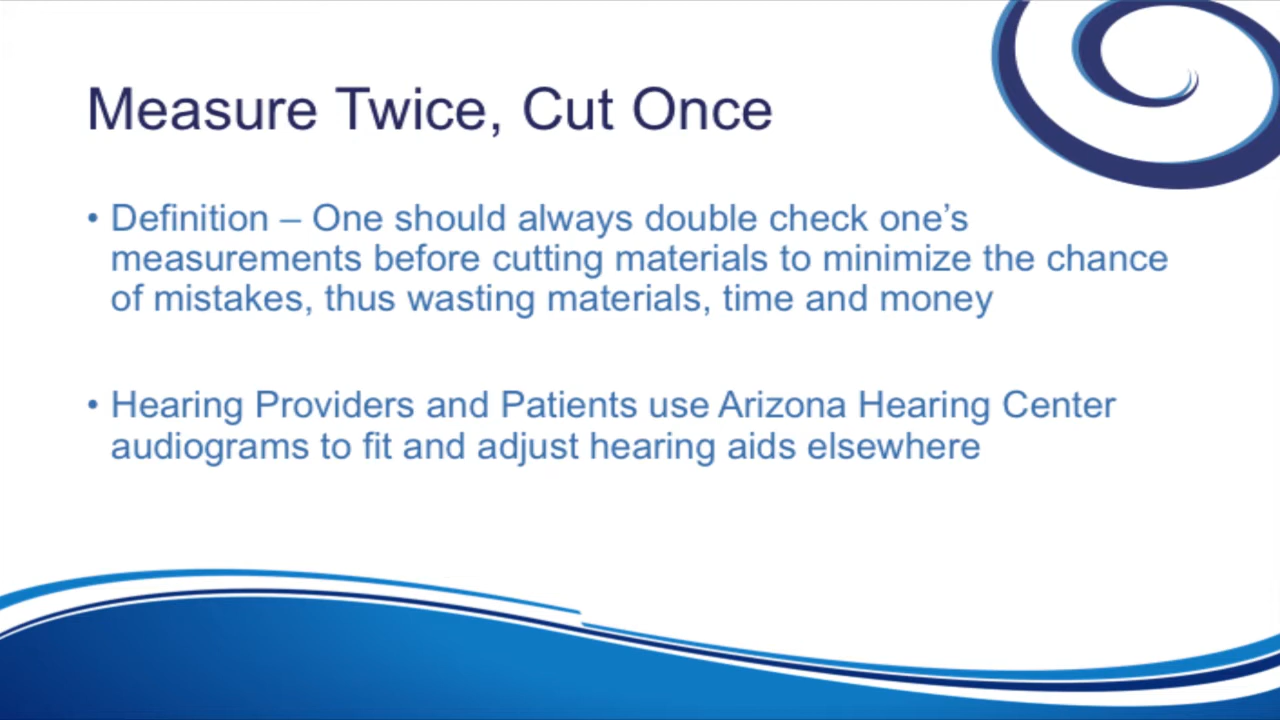 Measure Twice, Cut Once
• Definition – One should always double check one’s
measurements before cutting materials to minimize the chance
of mistakes, thus wasting materials, time and money
• Hearing Providers and Patients use Arizona Hearing Center
audiograms to fit and adjust hearing aids elsewhere